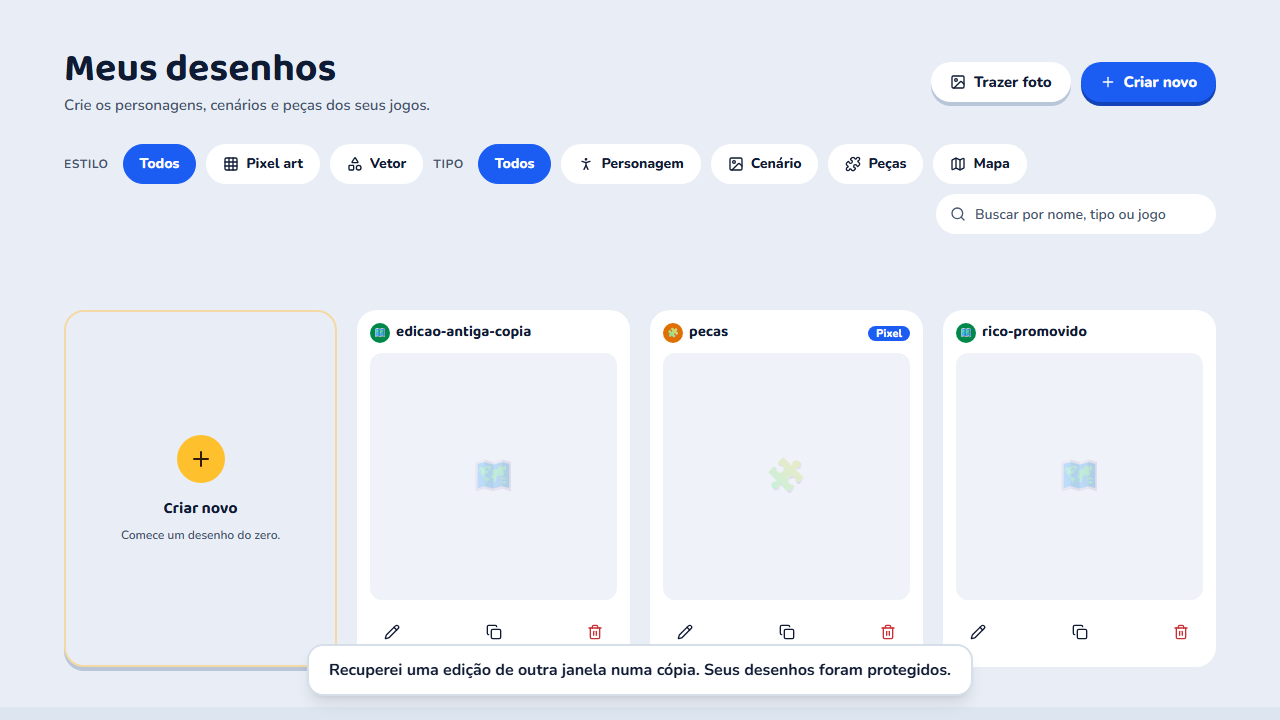 Meus desenhos
Crie os personagens, cenários e peças dos seus jogos.
Trazer foto
Criar novo
ESTILO
Todos
Pixel art
Vetor
TIPO
Todos
Personagem
Cenário
Peças
Mapa
Buscar por nome, tipo ou jogo
Criar novo
Comece um desenho do zero.
edicao-antiga-copia
pecas
Pixel
rico-promovido
Recuperei uma edição de outra janela numa cópia. Seus desenhos foram protegidos.